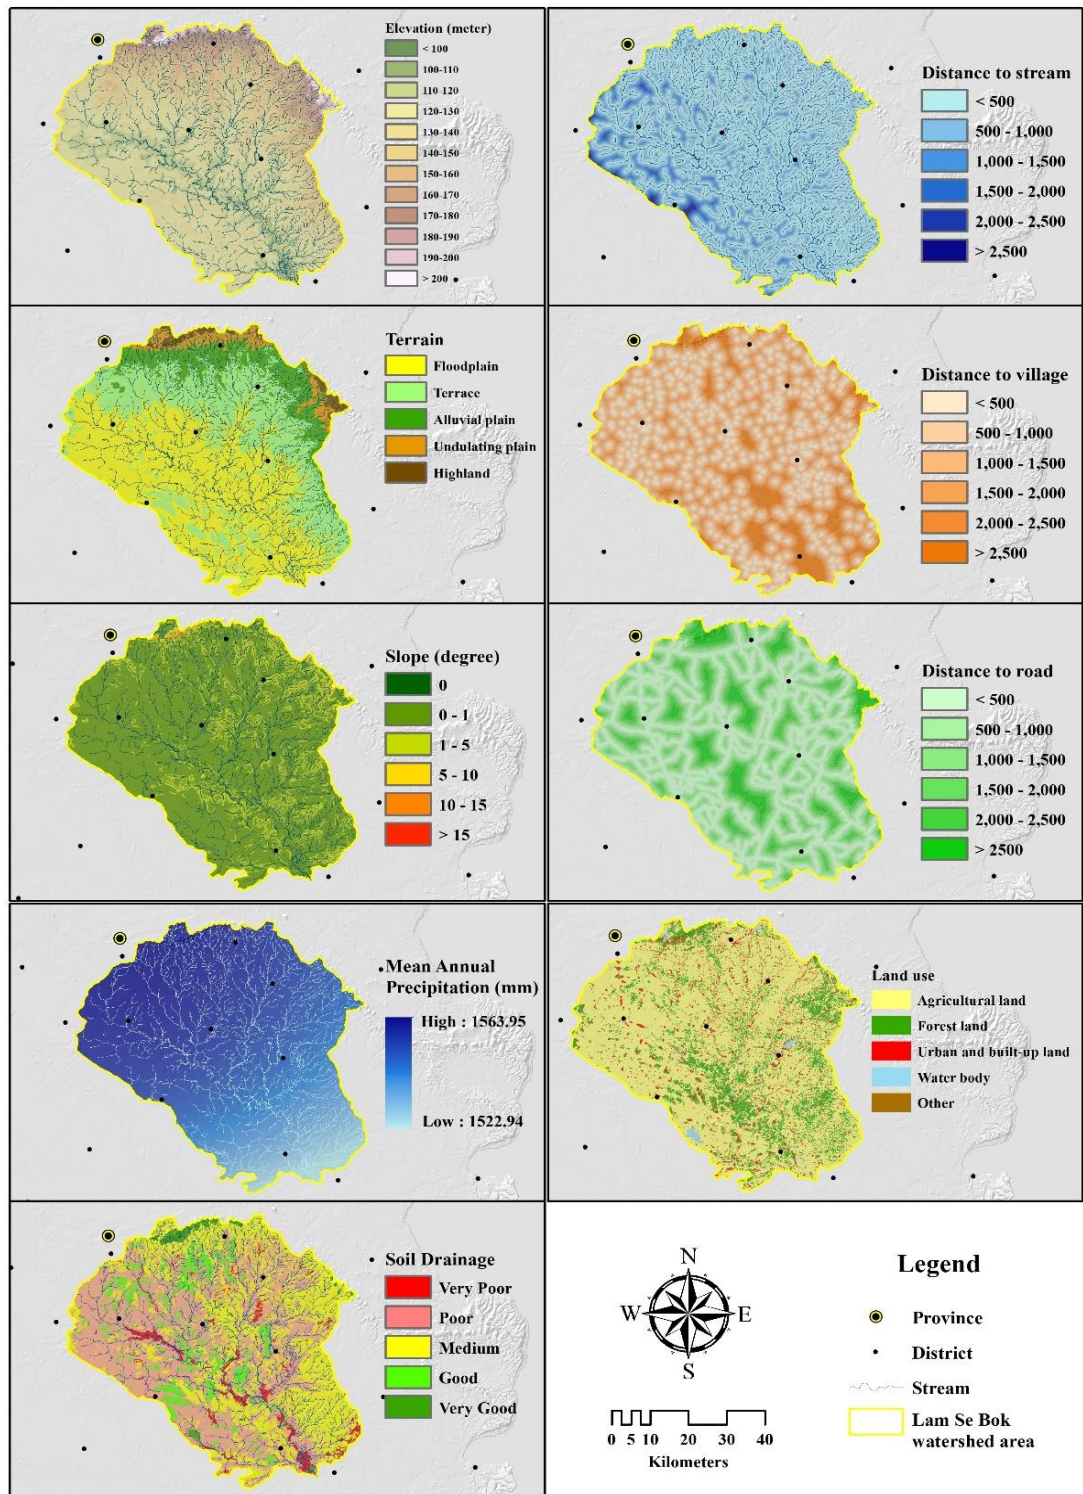 Elevation (meter)
< 100
100-110
110-120
120-130
130-140
140-150
150-160
160-170
170-180
180-190
190-200
> 200
Distance to stream
< 500
500 - 1,000
1,000 - 1,500
1,500 - 2,000
2,000 - 2,500
> 2,500
Terrain
Floodplain
Terrace
Alluvial plain
Undulating plain
Highland
Distance to village
< 500
500 - 1,000
1,000 - 1,500
1,500 - 2,000
2,000 - 2,500
> 2,500
Slope (degree)
0
0 - 1
1 - 5
5 - 10
10 - 15
> 15
Distance to road
< 500
500 - 1,000
1,000 - 1,500
1,500 - 2,000
2,000 - 2,500
> 2500
Mean Annual
Precipitation (mm)
High : 1563.95
Low : 1522.94
Land use
Agricultural land
Forest land
Urban and built-up land
Water body
Other
Soil Drainage
Very Poor
Poor
Medium
Good
Very Good
N
W E
S
0 5 10 20 30 40
Kilometers
Legend
Province
District
Stream
Lam Se Bok
watershed area